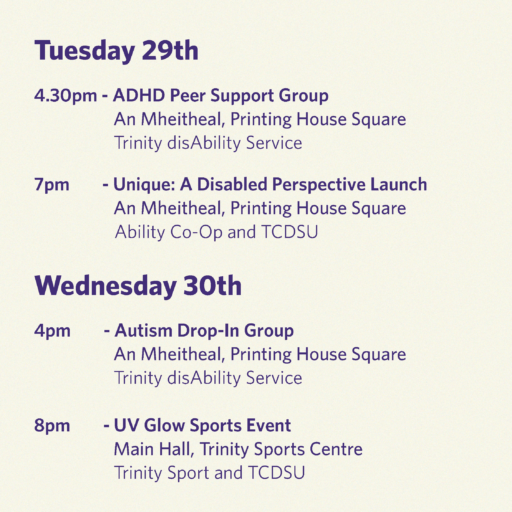 Tuesday 29th
4.30pm - ADHD Peer Support Group
An Mheitheal, Printing House Square
Trinity disAbility Service
7pm - Unique: A Disabled Perspective Launch
An Mheitheal, Printing House Square
Ability Co-Op and TCDSU
Wednesday 30th
4pm - Autism Drop-In Group
An Mheitheal, Printing House Square
Trinity disAbility Service
8pm - UV Glow Sports Event
Main Hall, Trinity Sports Centre
Trinity Sport and TCDSU